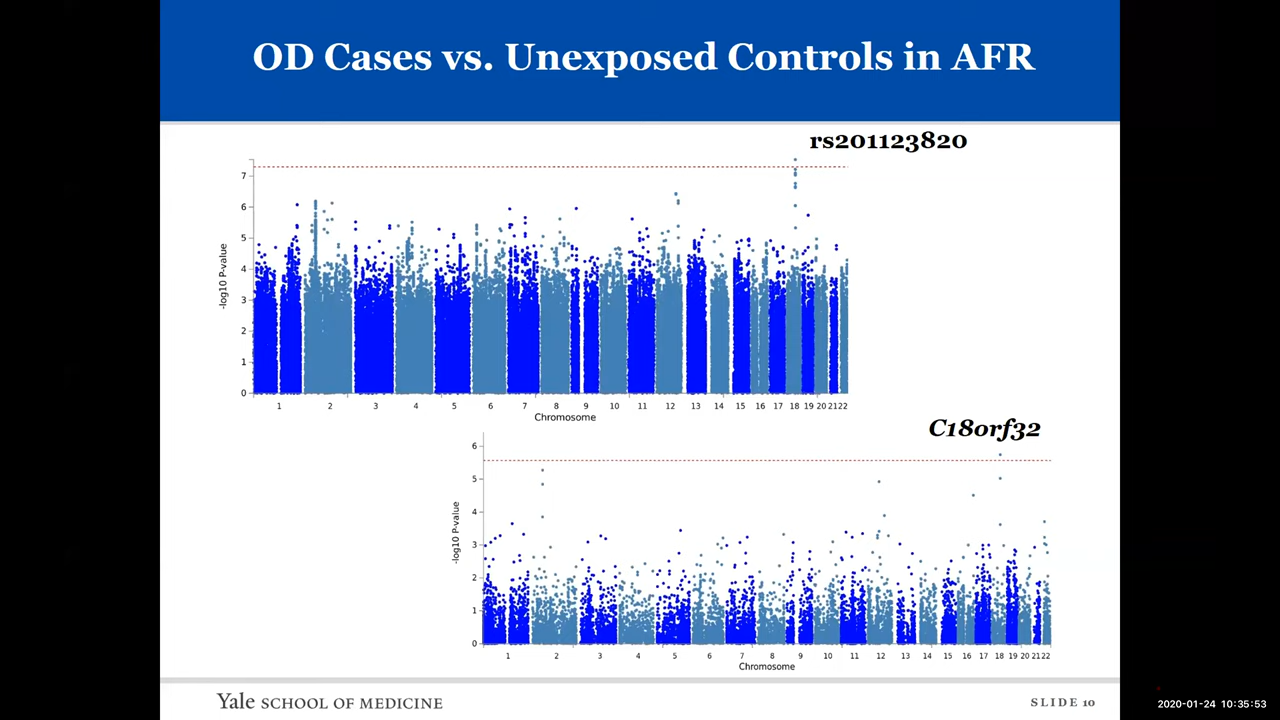 OD Cases vs. Unexposed Controls in AFR
rs201123820
7
6
5
4
3
2
1
0
-log10 P-value
1 2 3 4 5 6 7 8 9 10 11 12 13 14 15 16 17 18 19 20 21 22
Chromosome
C18orf32
6
5
4
3
2
1
0
-log10 P-value
1 2 3 4 5 6 7 8 9 10 11 12 13 14 15 16 17 18 19 20 21 22
Chromosome
Yale SCHOOL OF MEDICINE
SLIDE 10
2020-01-24 10:35:53